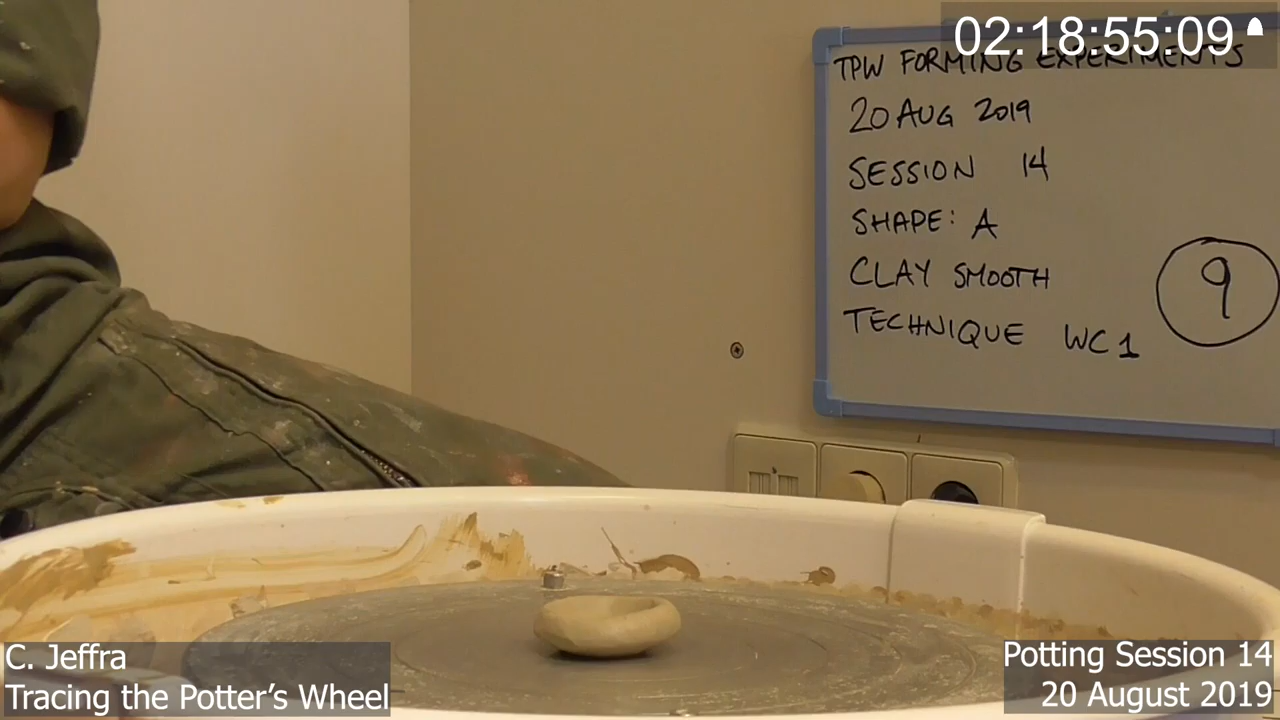 02:18:55:09
TPW FORMING EXPERIMENTS
20 AUG 2019
SESSION 14
SHAPE: A
CLAY SMOOTH
9
TECHNIQUE WC1
C. Jeffra
Tracing the Potter's Wheel
Potting Session 14
20 August 2019